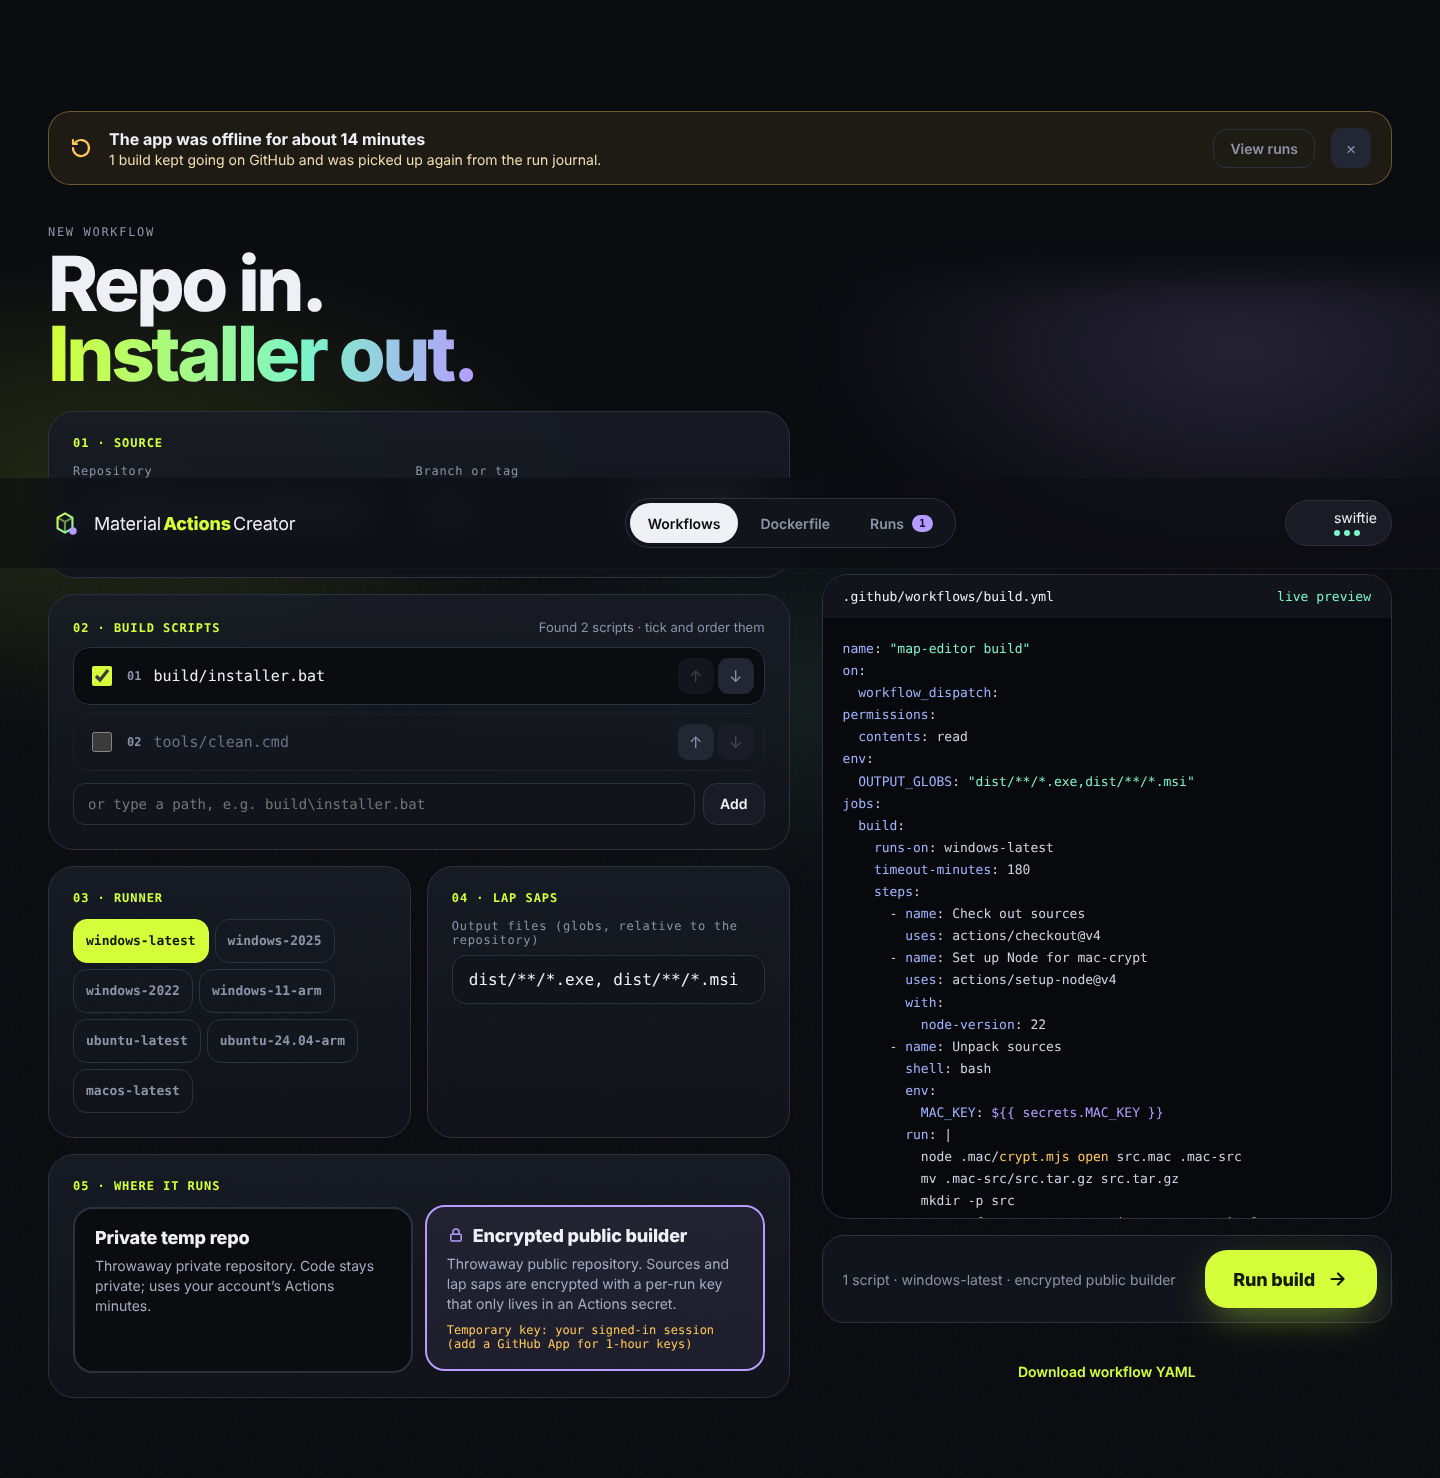 The app was offline for about 14 minutes
1 build kept going on GitHub and was picked up again from the run journal.
View runs
×
NEW WORKFLOW
Repo in.
Installer out.
01 · SOURCE
Repository
Branch or tag
Material Actions Creator
Workflows
Dockerfile
Runs 1
swiftie
02 · BUILD SCRIPTS
Found 2 scripts · tick and order them
01 build/installer.bat
↑ ↓
02 tools/clean.cmd
↑ ↓
or type a path, e.g. build\installer.bat
Add
03 · RUNNER
windows-latest
windows-2025
windows-2022
windows-11-arm
ubuntu-latest
ubuntu-24.04-arm
macos-latest
04 · LAP SAPS
Output files (globs, relative to the
repository)
dist/**/*.exe, dist/**/*.msi
05 · WHERE IT RUNS
Private temp repo
Throwaway private repository. Code stays
private; uses your account’s Actions
minutes.
Encrypted public builder
Throwaway public repository. Sources and
lap saps are encrypted with a per-run key
that only lives in an Actions secret.
Temporary key: your signed-in session
(add a GitHub App for 1-hour keys)
.github/workflows/build.yml
live preview
name: "map-editor build"
on:
  workflow_dispatch:
permissions:
  contents: read
env:
  OUTPUT_GLOBS: "dist/**/*.exe,dist/**/*.msi"
jobs:
  build:
    runs-on: windows-latest
    timeout-minutes: 180
    steps:
      - name: Check out sources
        uses: actions/checkout@v4
      - name: Set up Node for mac-crypt
        uses: actions/setup-node@v4
        with:
          node-version: 22
      - name: Unpack sources
        shell: bash
        env:
          MAC_KEY: ${{ secrets.MAC_KEY }}
        run: |
          node .mac/crypt.mjs open src.mac .mac-src
          mv .mac-src/src.tar.gz src.tar.gz
          mkdir -p src
1 script · windows-latest · encrypted public builder
Run build →
Download workflow YAML